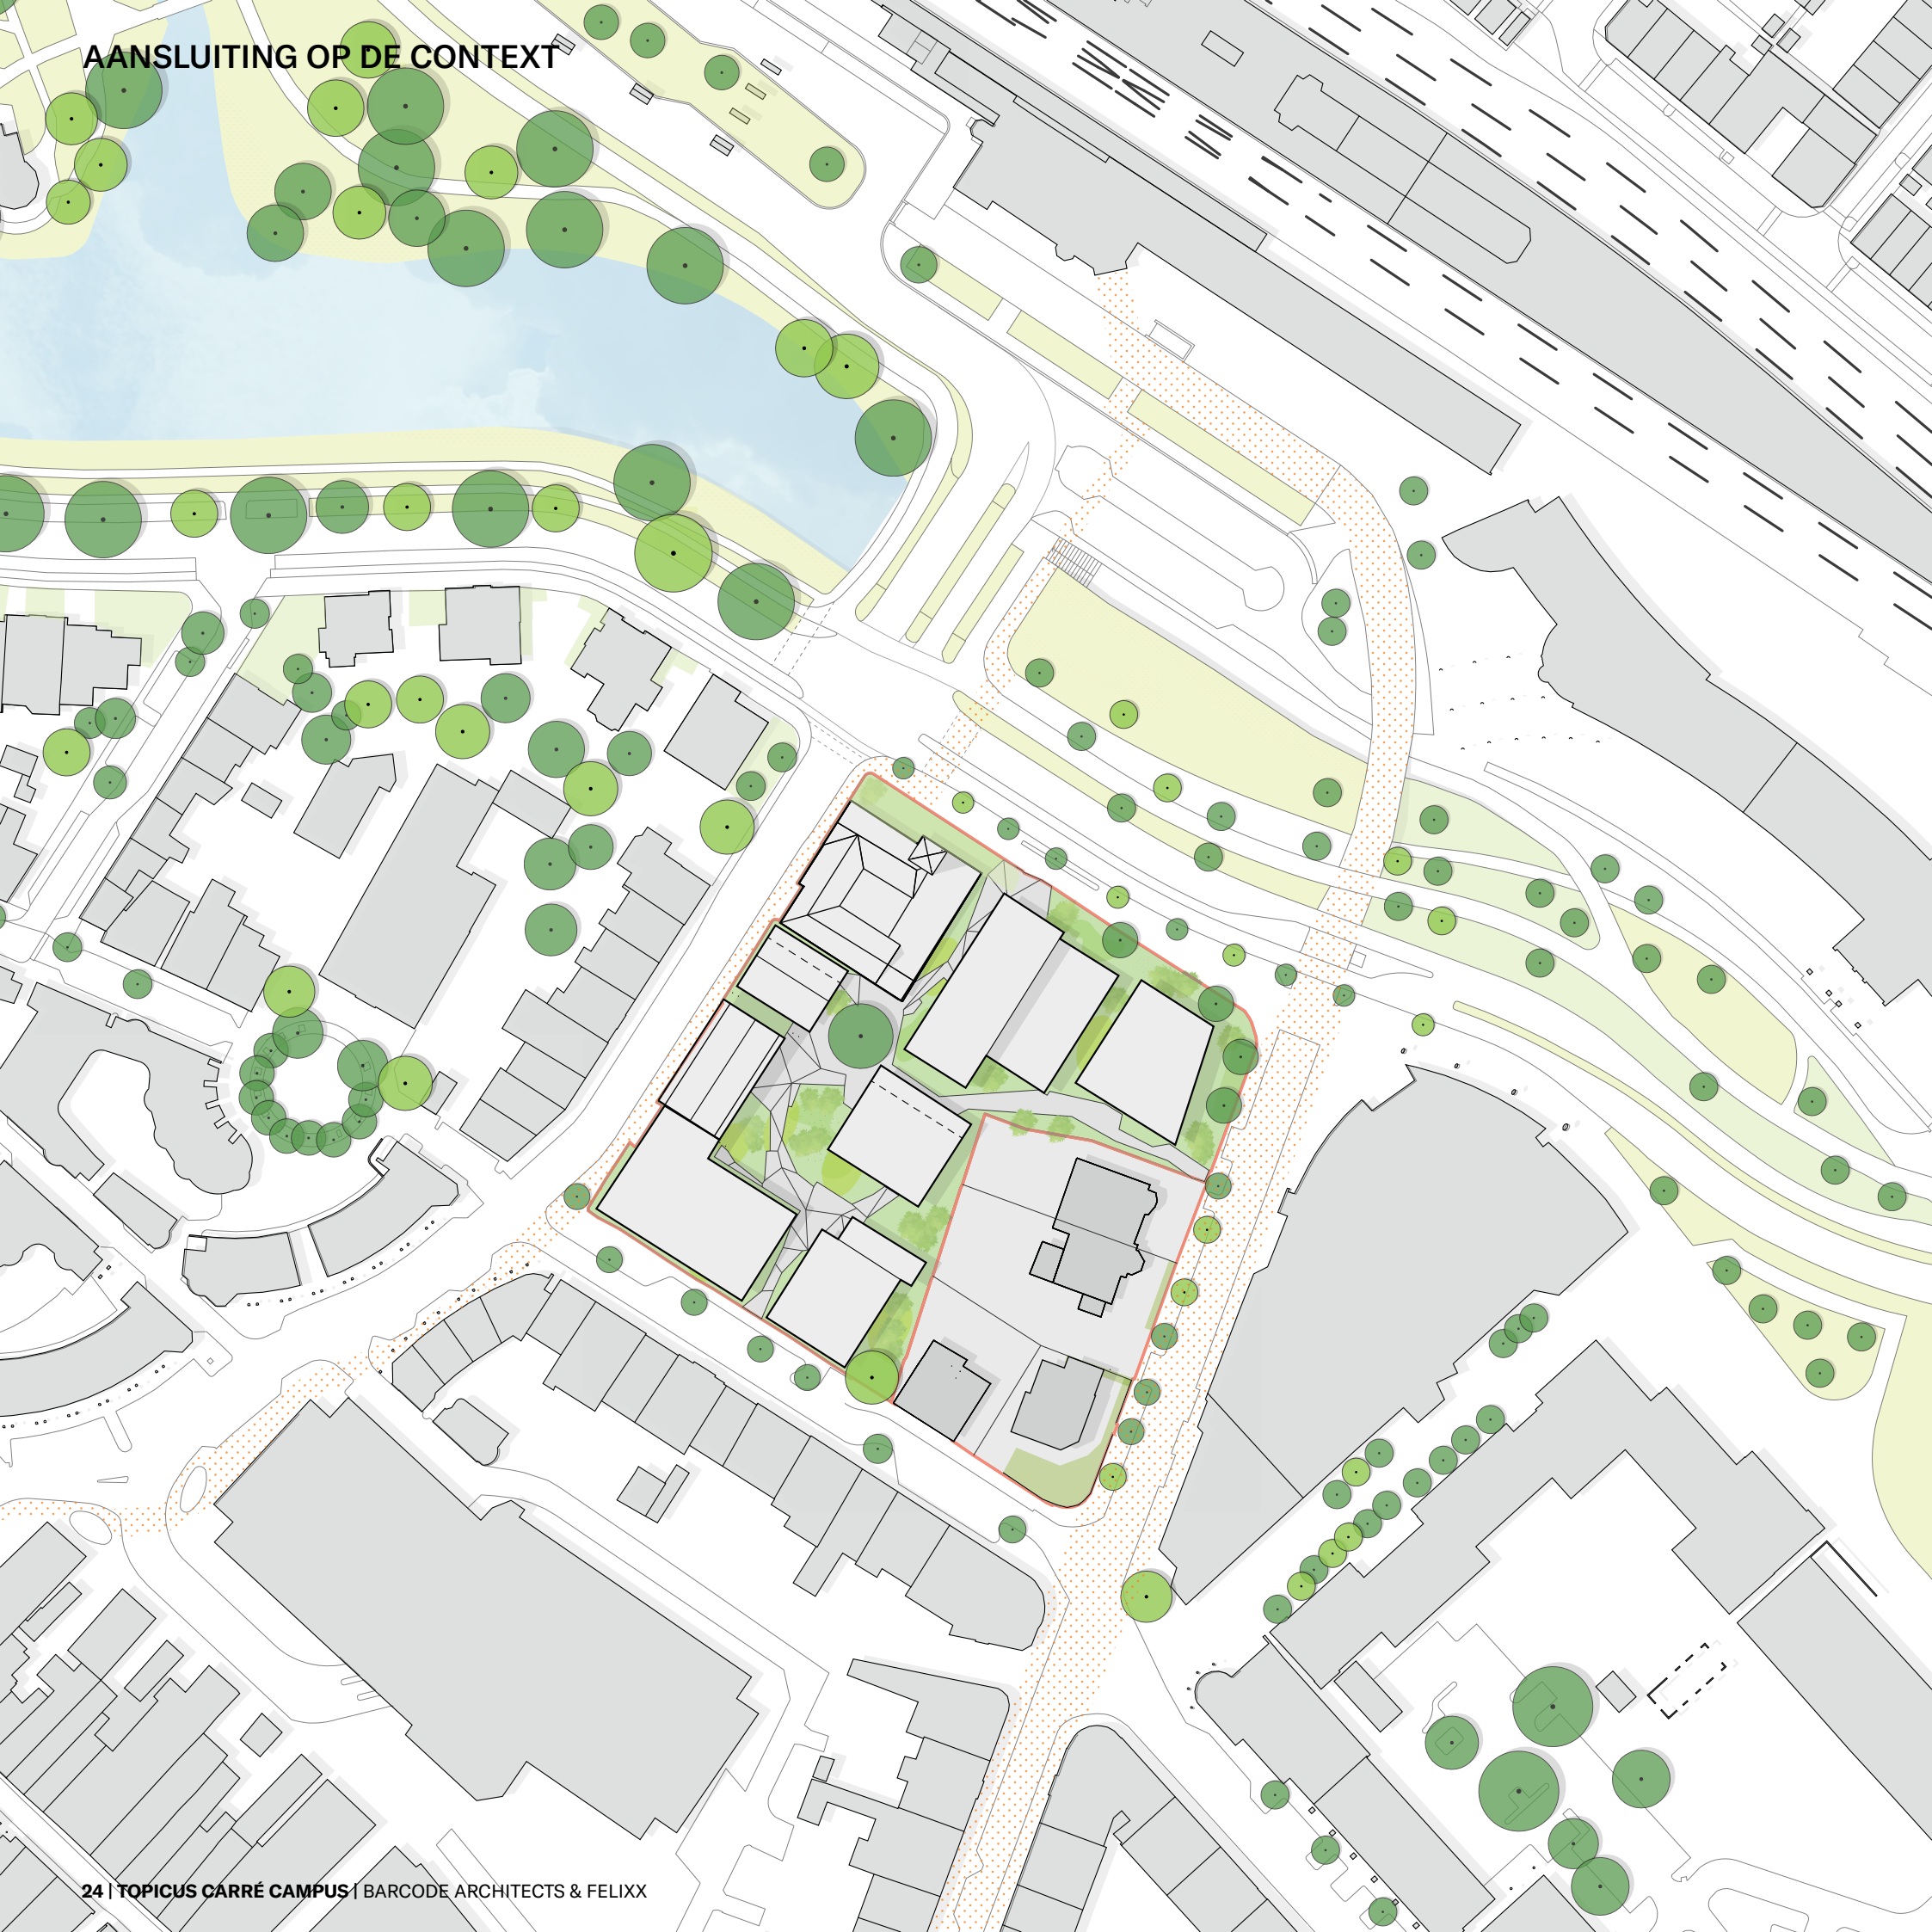 AANSLUITING OP DE CONTEXT
24 | TOPICUS CARRÉ CAMPUS | BARCODE ARCHITECTS & FELIXX